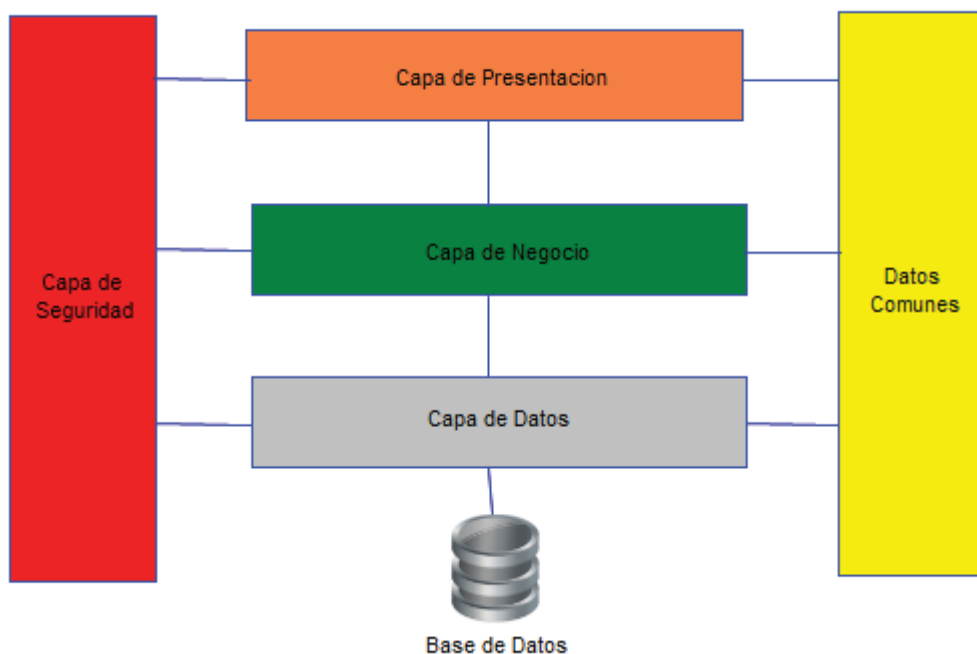 Capa de Presentacion
Capa de Negocio
Capa de
Seguridad
Datos
Comunes
Capa de Datos
Base de Datos